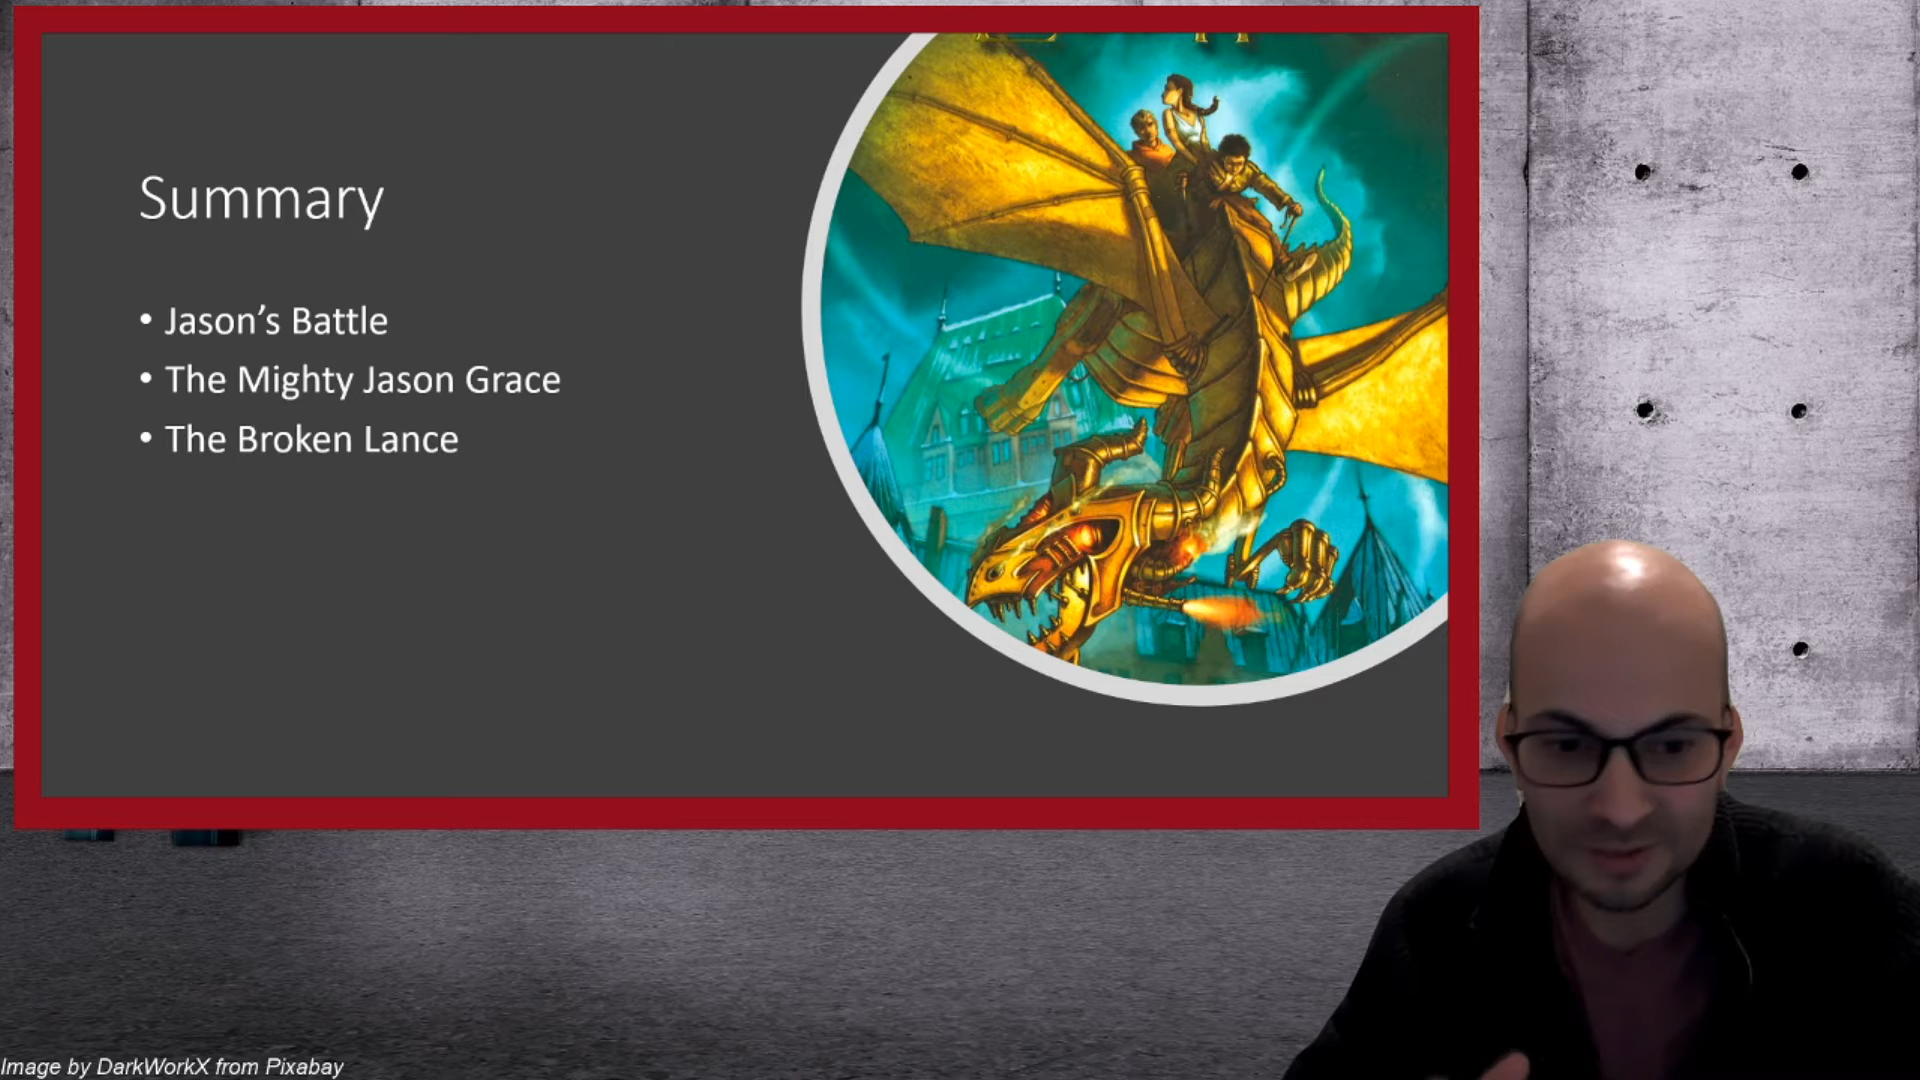 Summary
• Jason’s Battle
• The Mighty Jason Grace
• The Broken Lance
Image by DarkWorkX from Pixabay